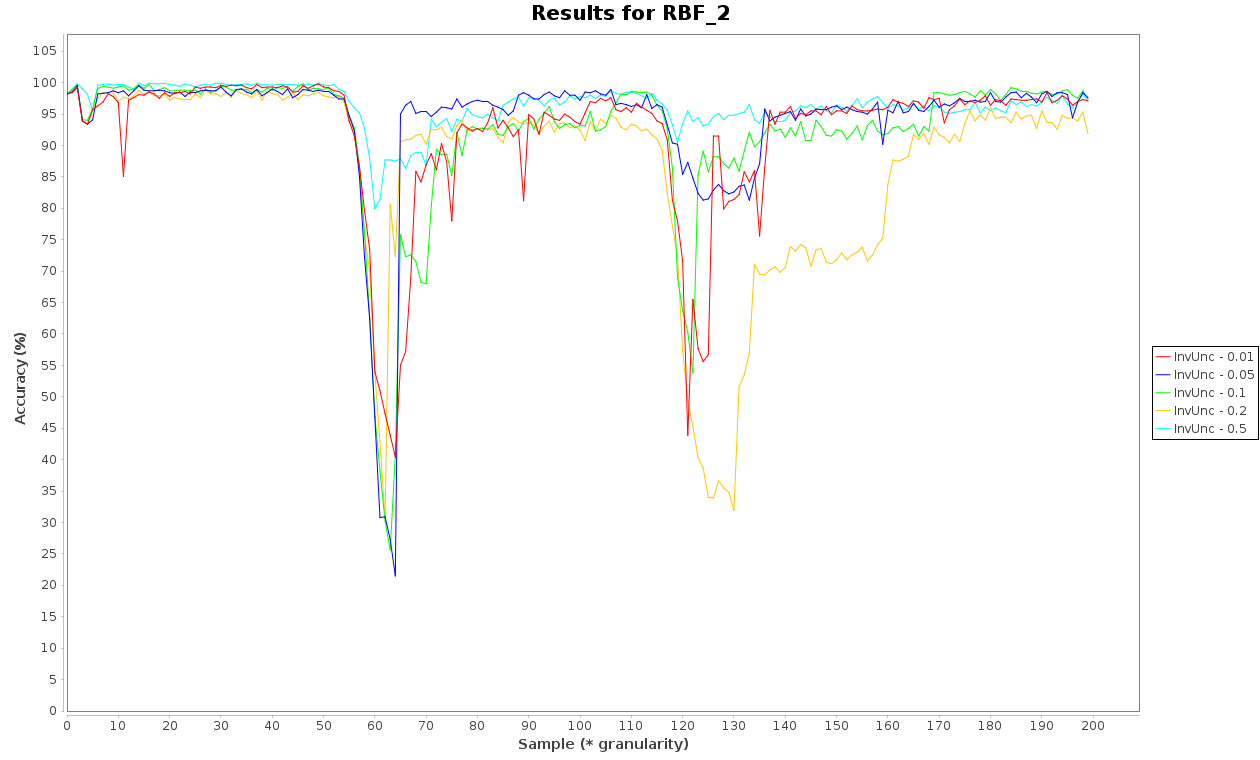 Results for RBF_2
105
100
95
90
85
80
75
70
65
60
55
50
45
40
35
30
25
20
15
10
5
0
Accuracy (%)
0 10 20 30 40 50 60 70 80 90 100 110 120 130 140 150 160 170 180 190 200
Sample (* granularity)
InvUnc - 0.01
InvUnc - 0.05
InvUnc - 0.1
InvUnc - 0.2
InvUnc - 0.5